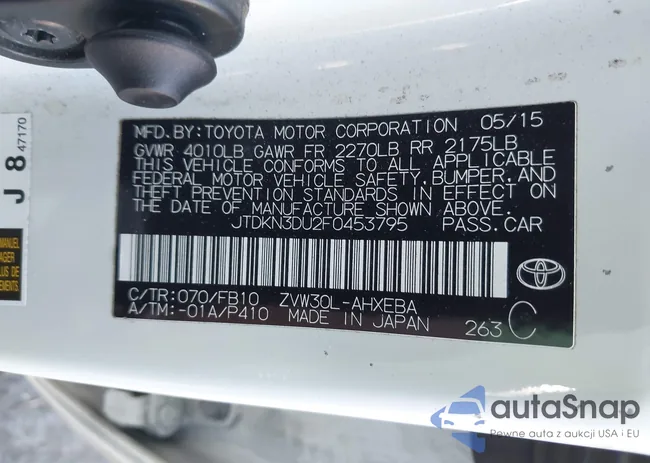 J 8 47170
MANUEL
MFD.BY:TOYOTA MOTOR CORPORATION 05/15
GVWR 4010LB GAWR FR 2270LB RR 2175LB
THIS VEHICLE CONFORMS TO ALL APPLICABLE
FEDERAL MOTOR VEHICLE SAFETY,BUMPER,AND
THEFT PREVENTION STANDARDS IN EFFECT ON
THE DATE OF MANUFACTURE SHOWN ABOVE.
JTDKN3DU2F0453795 PASS.CAR
C/TR:070/FB10 ZVW30L-AHXEBA
A/TM:-01A/P410 MADE IN JAPAN 263 C
autaSnap
Pewne auta z aukcji USA i EU